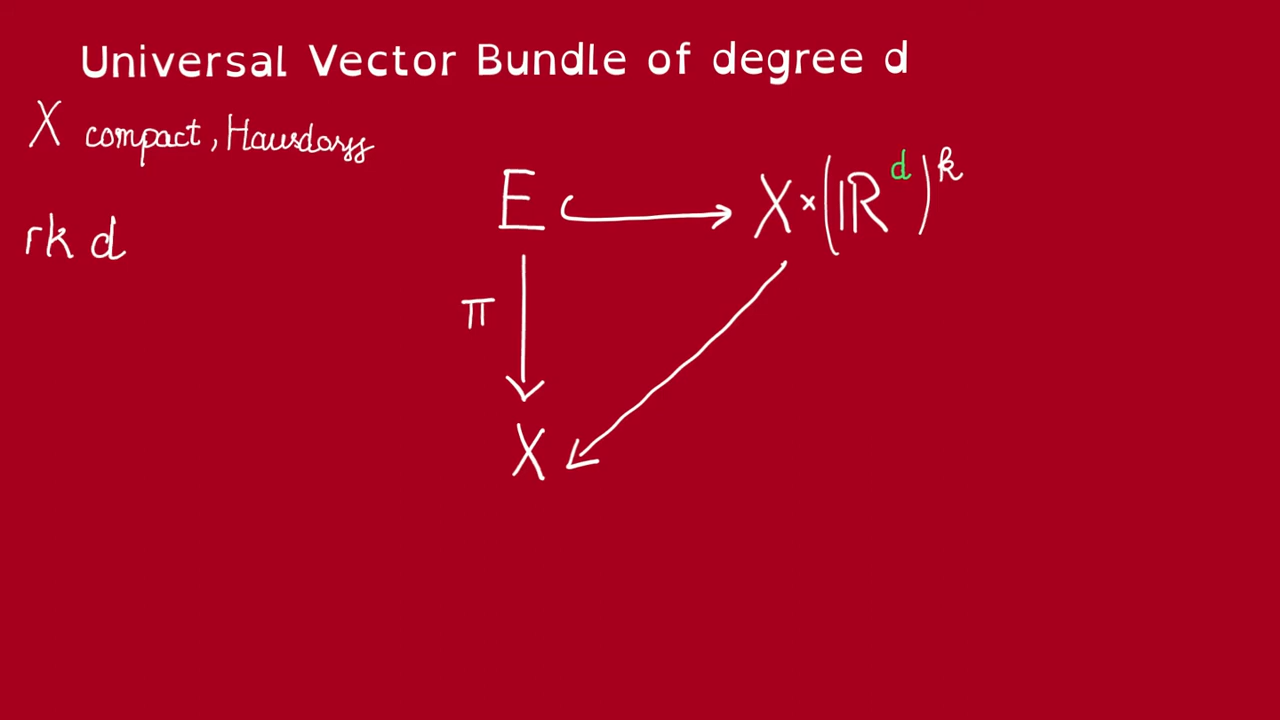 Universal Vector Bundle of degree d
X compact, Hausdorff
E X × (ℝ^d)^k
rk d
π
X